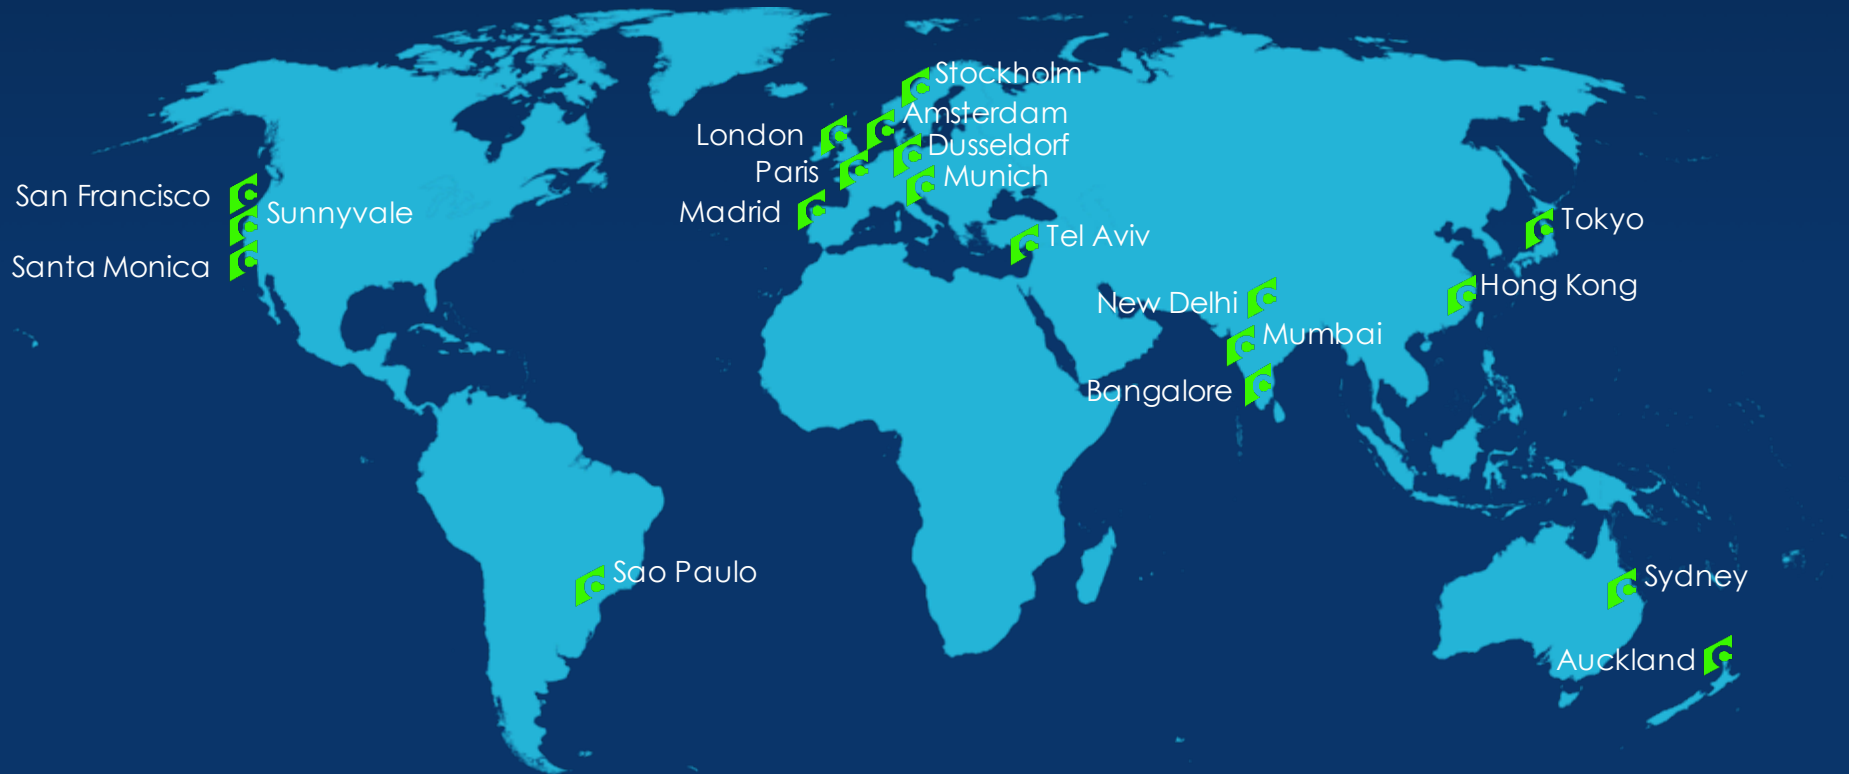 Stockholm
Amsterdam
London
Dusseldorf
Paris
Munich
San Francisco
Sunnyvale
Madrid
Tokyo
Tel Aviv
Santa Monica
Hong Kong
New Delhi
Mumbai
Bangalore
Sao Paulo
Sydney
Auckland